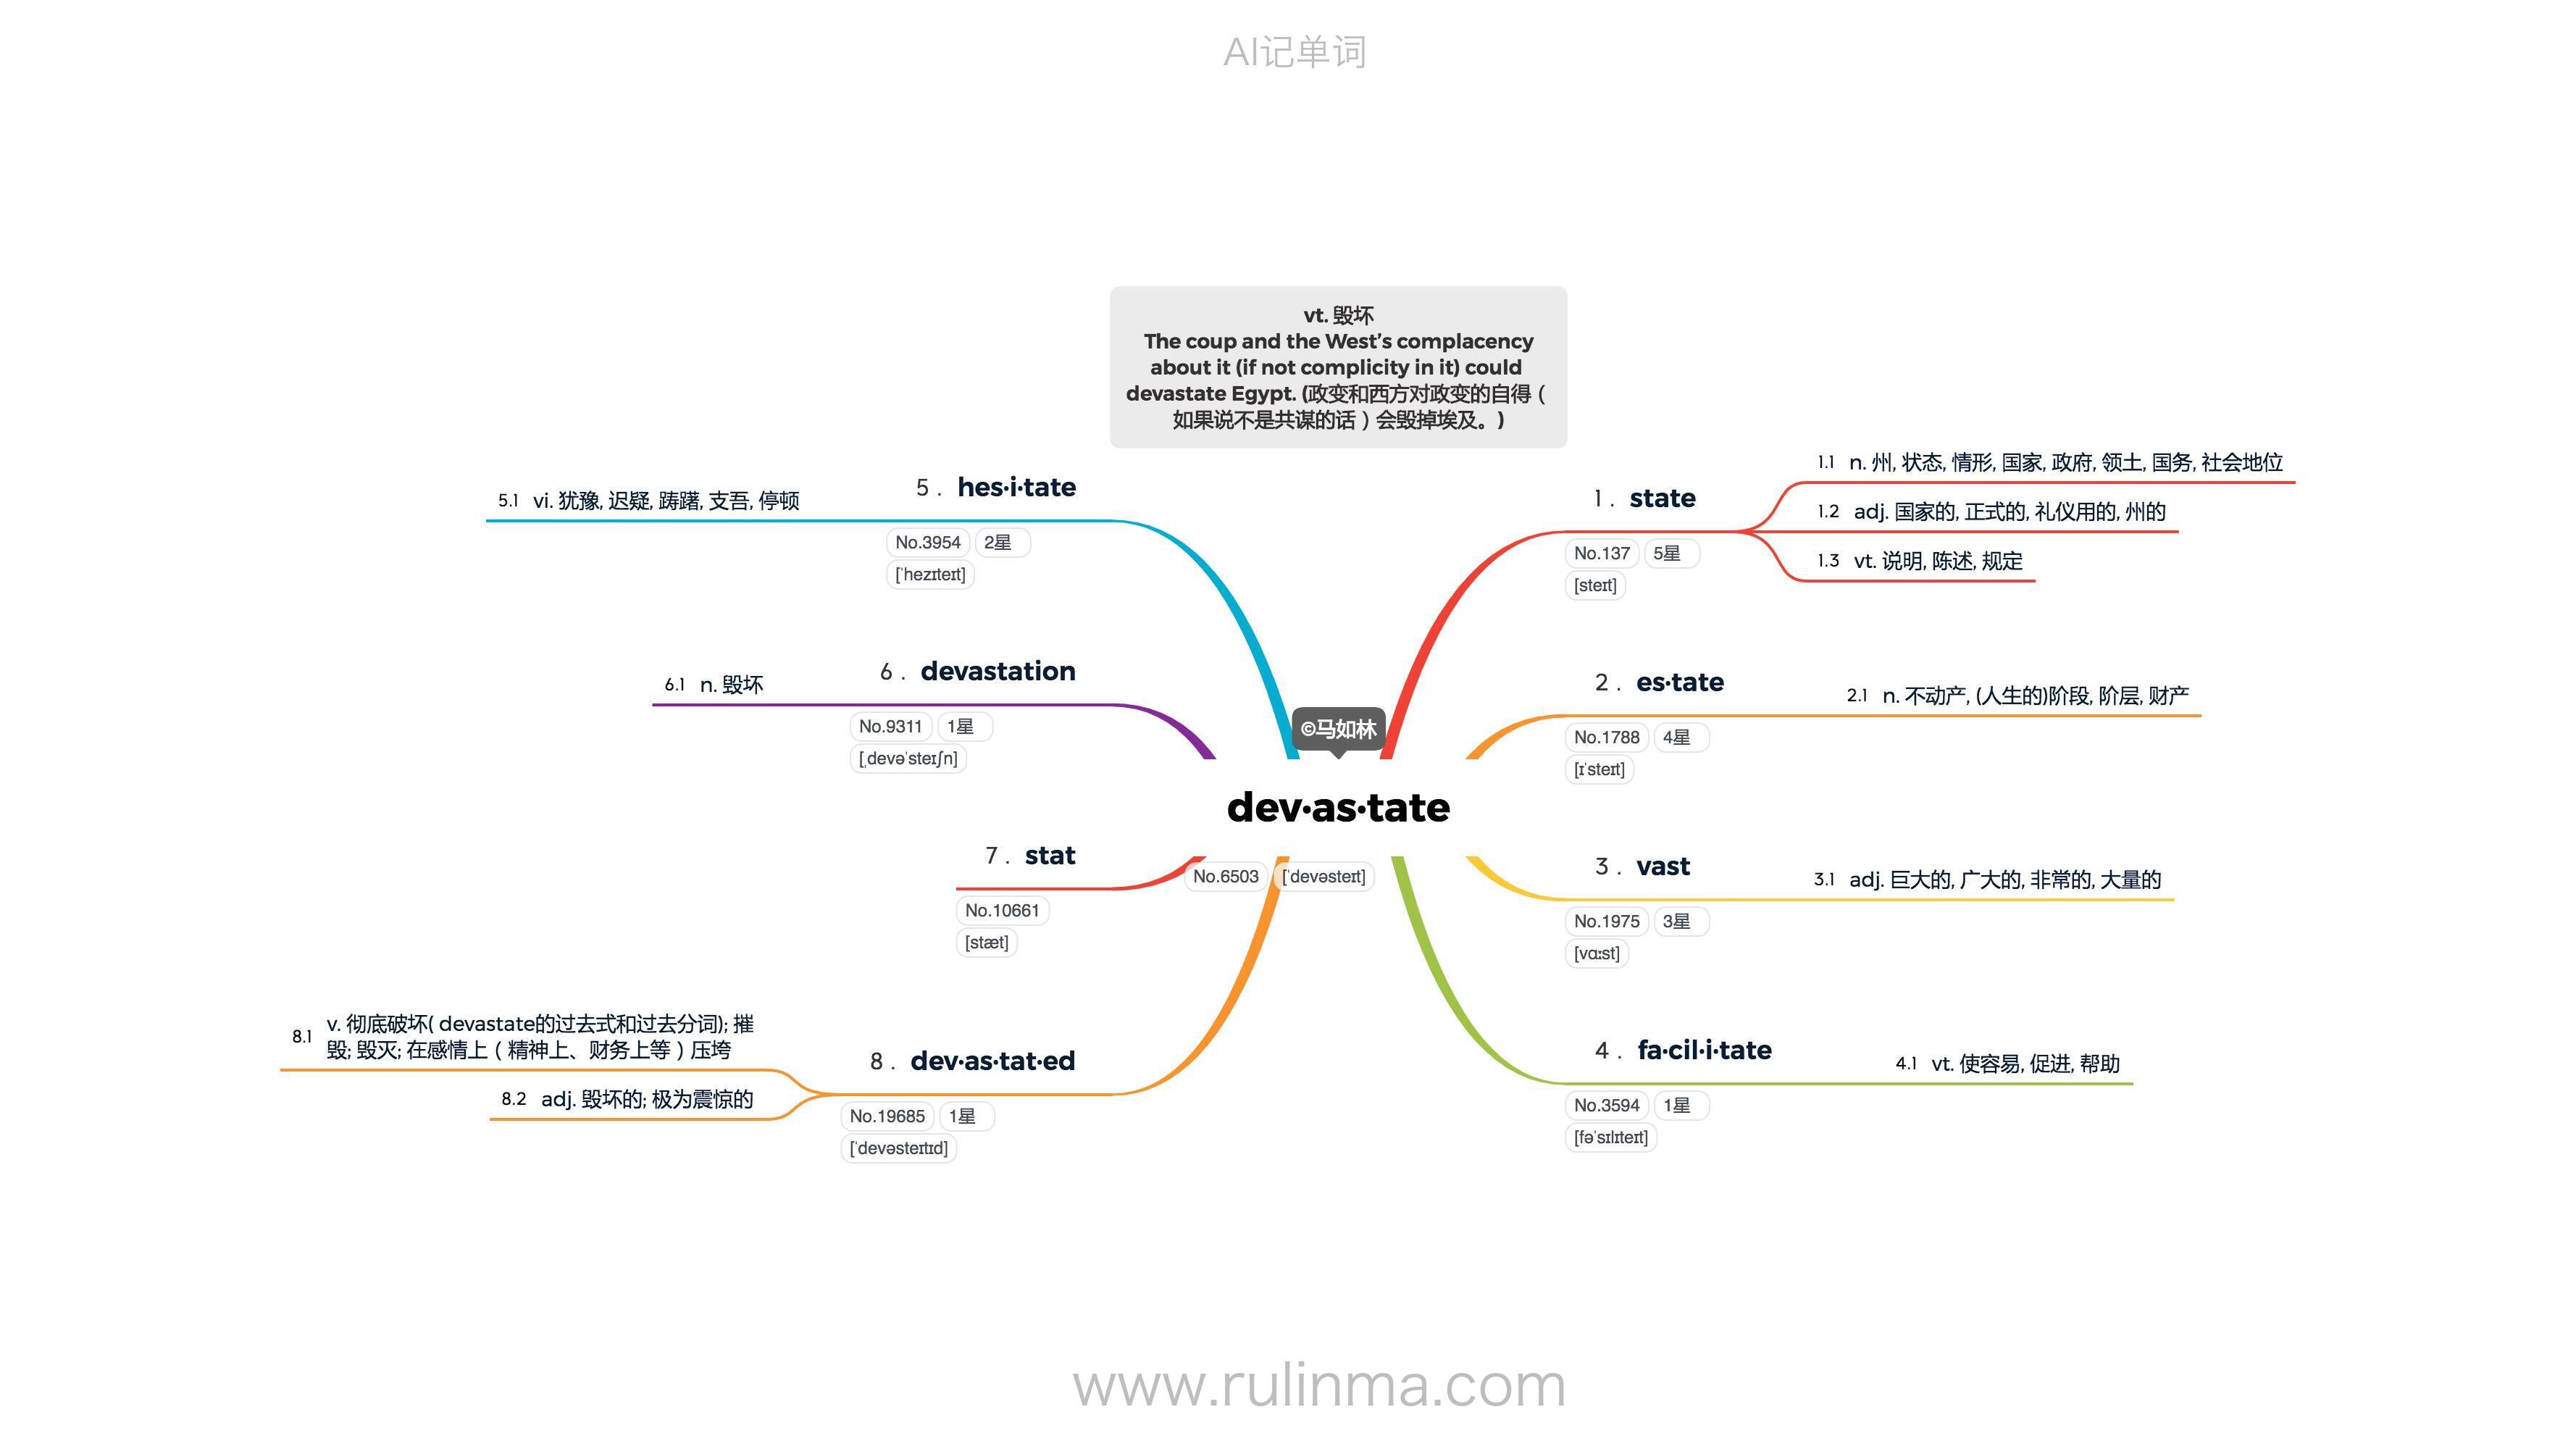 AI记单词
vt. 毁坏
The coup and the West’s complacency
about it (if not complicity in it) could
devastate Egypt. (政变和西方对政变的自得（
如果说不是共谋的话）会毁掉埃及。)
©马如林
dev·as·tate
No.6503 [ˈdevəsteɪt]
1 . state
No.137 5星
[steɪt]
1.1 n. 州, 状态, 情形, 国家, 政府, 领土, 国务, 社会地位
1.2 adj. 国家的, 正式的, 礼仪用的, 州的
1.3 vt. 说明, 陈述, 规定
2 . es·tate
No.1788 4星
[ɪˈsteɪt]
2.1 n. 不动产, (人生的)阶段, 阶层, 财产
3 . vast
No.1975 3星
[vɑːst]
3.1 adj. 巨大的, 广大的, 非常的, 大量的
4 . fa·cil·i·tate
No.3594 1星
[fəˈsɪlɪteɪt]
4.1 vt. 使容易, 促进, 帮助
5 . hes·i·tate
No.3954 2星
[ˈhezɪteɪt]
5.1 vi. 犹豫, 迟疑, 踌躇, 支吾, 停顿
6 . devastation
No.9311 1星
[ˌdevəˈsteɪʃn]
6.1 n. 毁坏
7 . stat
No.10661
[stæt]
8 . dev·as·tat·ed
No.19685 1星
[ˈdevəsteɪtɪd]
8.1 v. 彻底破坏( devastate的过去式和过去分词); 摧
毁; 毁灭; 在感情上（精神上、财务上等）压垮
8.2 adj. 毁坏的; 极为震惊的
www.rulinma.com